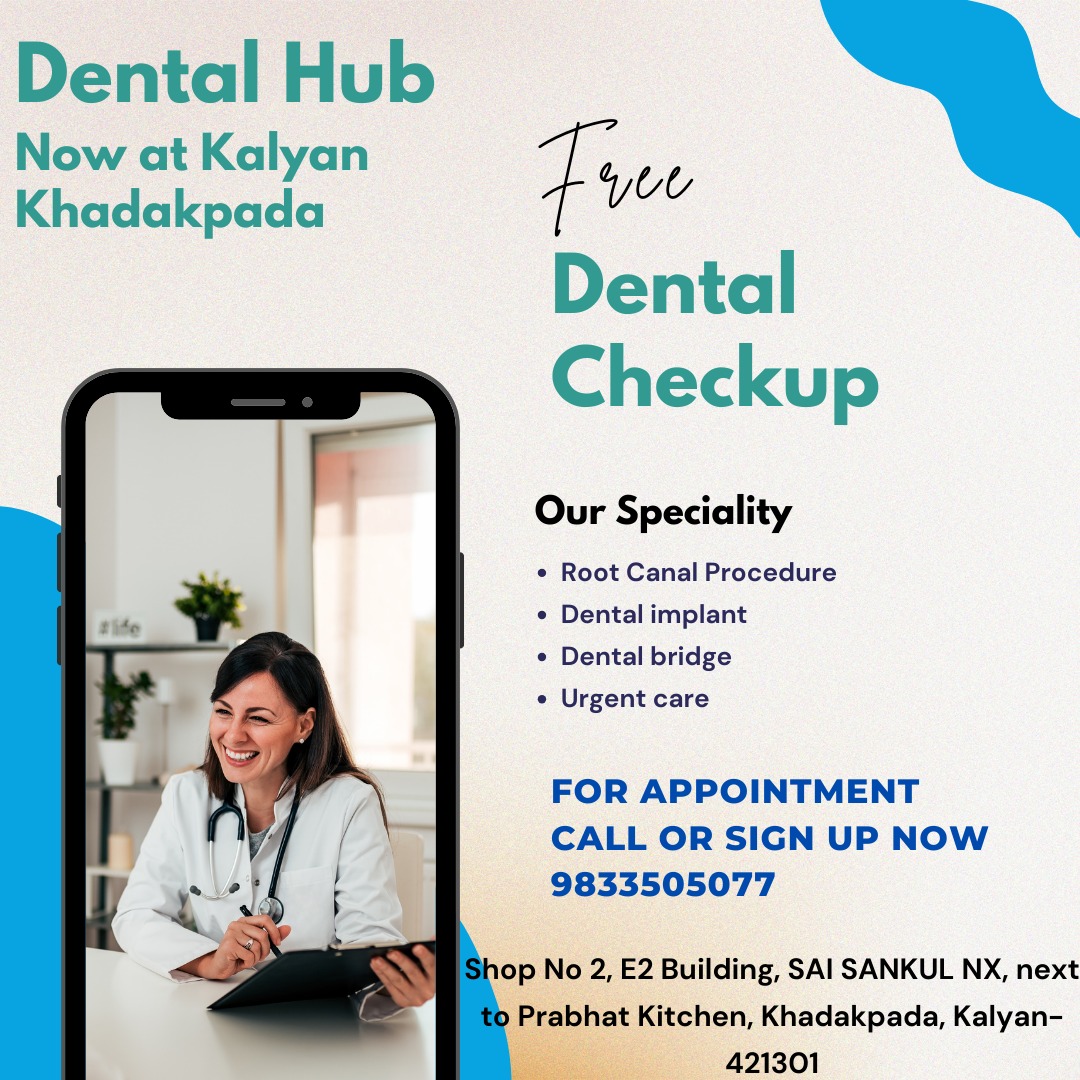 Dental Hub
Now at Kalyan
Khadakpada
Free
Dental
Checkup
#life
Our Speciality
• Root Canal Procedure
• Dental implant
• Dental bridge
• Urgent care
FOR APPOINTMENT
CALL OR SIGN UP NOW
9833505077
Shop No 2, E2 Building, SAI SANKUL NX, next
to Prabhat Kitchen, Khadakpada, Kalyan-
421301